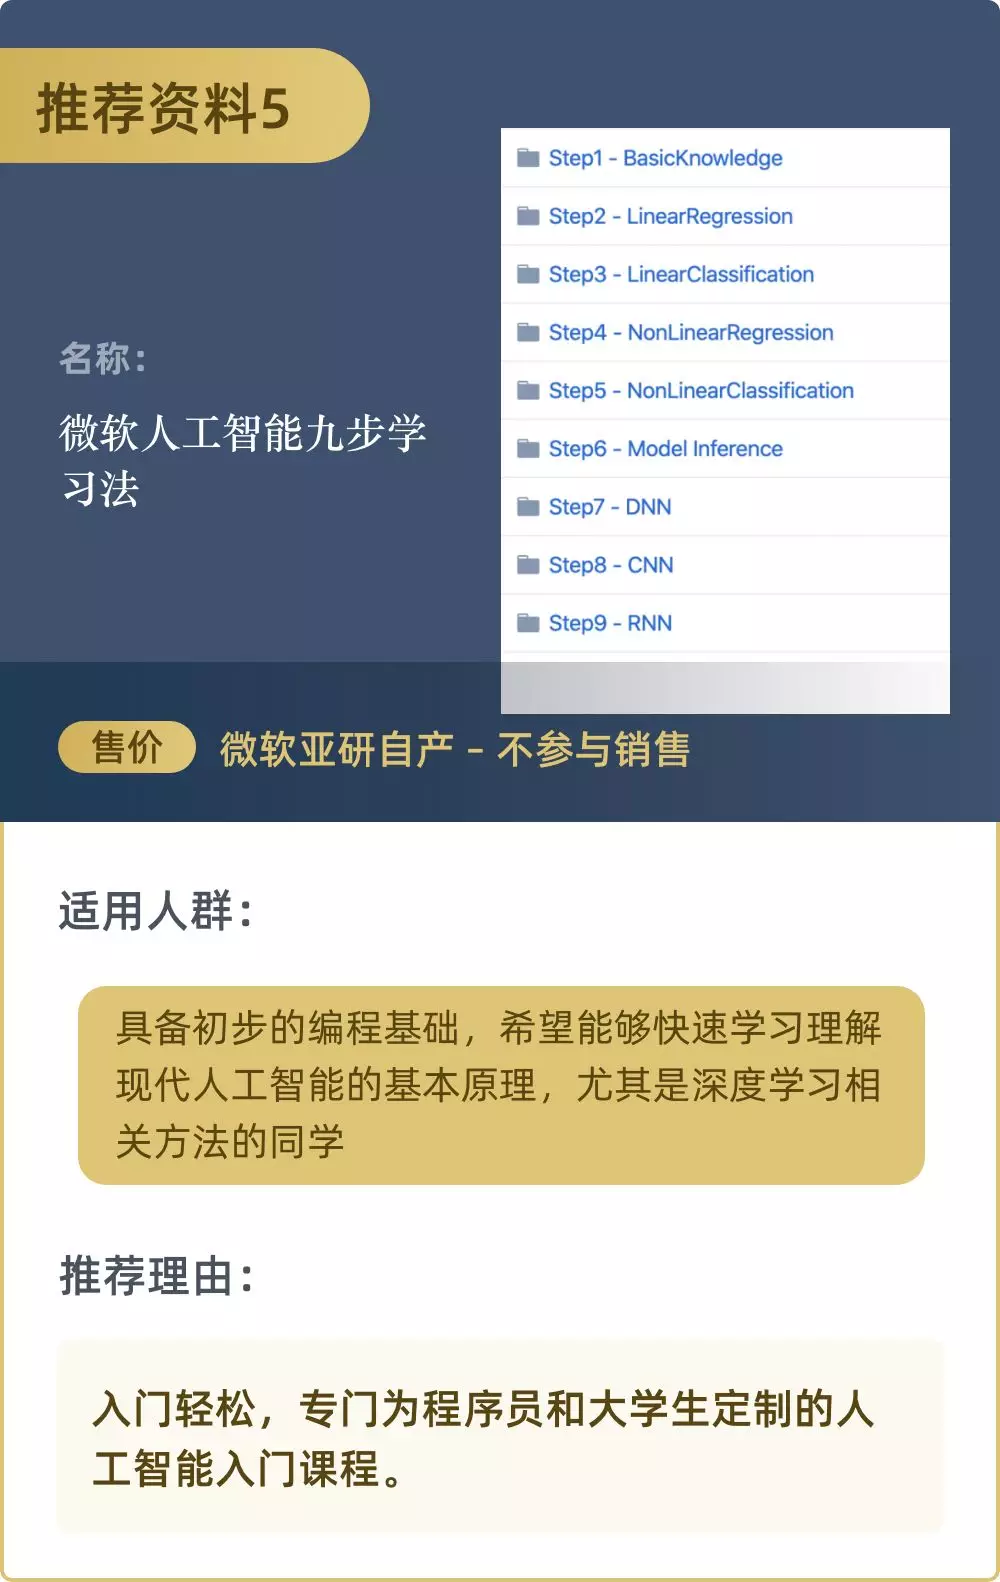 推荐资料5
名称：
微软人工智能九步学
习法
Step1 - BasicKnowledge
Step2 - LinearRegression
Step3 - LinearClassification
Step4 - NonLinearRegression
Step5 - NonLinearClassification
Step6 - Model Inference
Step7 - DNN
Step8 - CNN
Step9 - RNN
售价 微软亚研自产 – 不参与销售
适用人群：
具备初步的编程基础，希望能够快速学习理解
现代人工智能的基本原理，尤其是深度学习相
关方法的同学
推荐理由：
入门轻松，专门为程序员和大学生定制的人
工智能入门课程。